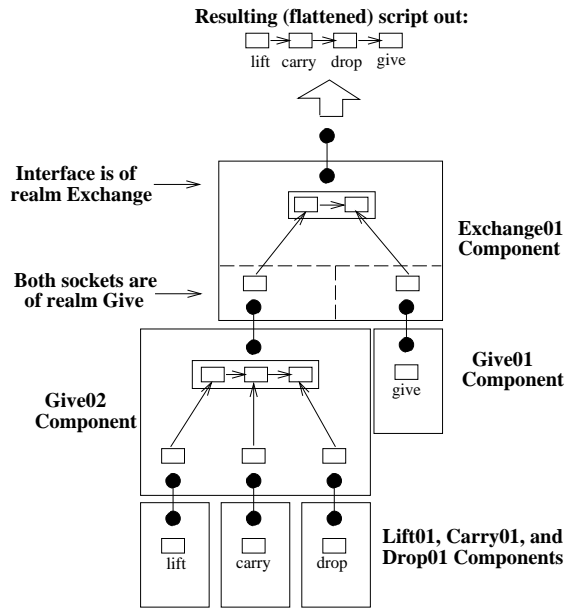 Resulting (flattened) script out:
lift carry drop give
Interface is of
realm Exchange
Exchange01
Component
Both sockets are
of realm Give
Give01
Component
give
Give02
Component
Lift01, Carry01, and
Drop01 Components
lift carry drop